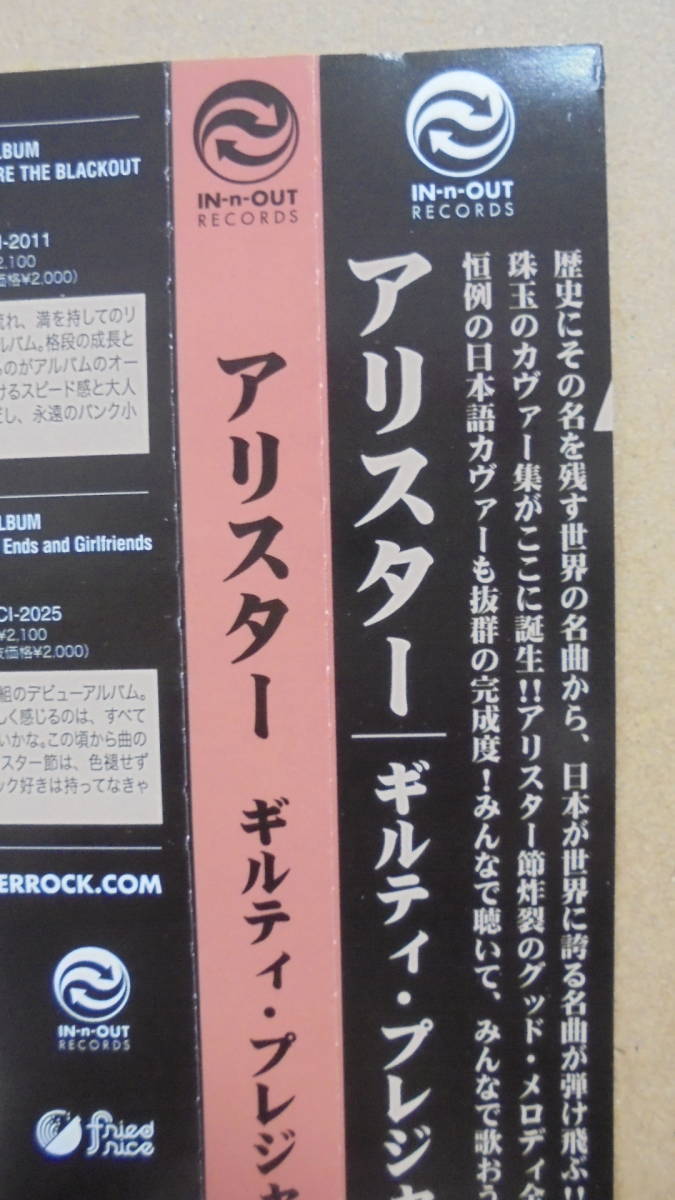 LBUM
RE THE BLACKOUT
I-2011
2,100
価格¥2,000)
流れ、満を持してのリ
ルバム。格段の成長と
るのがアルバムのオー
けるスピード感と大人
だし、永遠のパンク小
LBUM
Ends and Girlfriends
CI-2025
¥2,100
抜価格¥2,000)
組のデビューアルバム。
しく感じるのは、すべて
いかな。この頃から曲の
スター節は、色褪せず
ック好きは持ってなきゃ
ERROCK.COM
IN-n-OUT
RECORDS
fried
rice
IN-n-OUT
RECORDS
アリスター ギルティ・プレジャ
IN-n-OUT
RECORDS
歴史にその名を残す世界の名曲から、日本が世界に誇る名曲が弾け飛ぶ!!
珠玉のカヴァー集がここに誕生!!アリスター節炸裂のグッド・メロディ全
恒例の日本語カヴァーも抜群の完成度!みんなで聴いて、みんなで歌おう
アリスター｜ギルティ・プレジャ